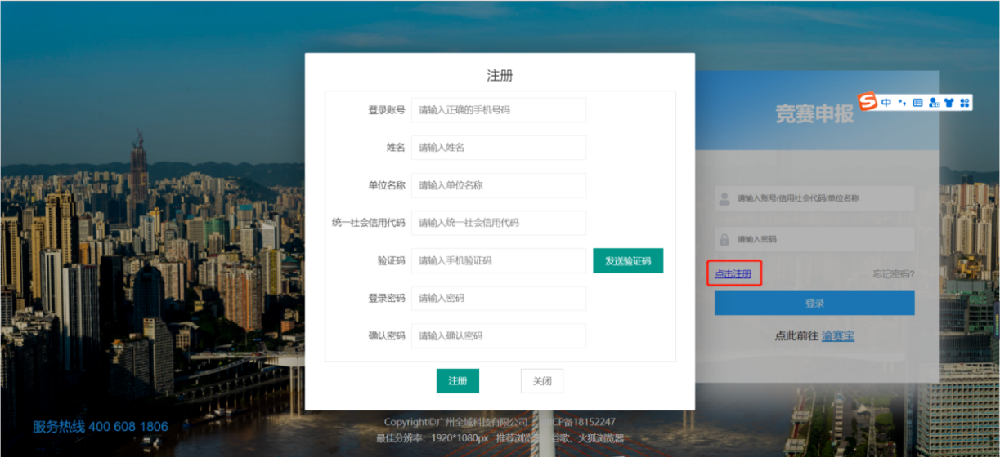 注册
登录账号 请输入正确的手机号码
姓名 请输入姓名
单位名称 请输入单位名称
统一社会信用代码 请输入统一社会信用代码
验证码 请输入手机验证码 发送验证码
登录密码 请输入密码
确认密码 请输入确认密码
注册 关闭
竞赛申报
中
请输入账号/信用社会代码/单位名称
请输入密码
点击注册 忘记密码?
登录
点此前往 渝赛宝
服务热线 400 608 1806
Copyright©广州全域科技有限公司 CP备18152247
最佳分辨率：1920*1080px 推荐浏览 谷歌、火狐浏览器